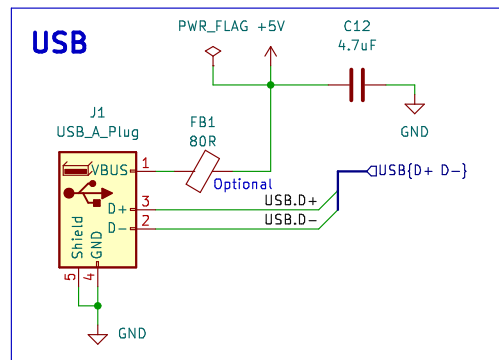 USB
PWR_FLAG +5V
C12
4.7uF
GND
J1
USB_A_Plug
FB1
80R
Optional
VBUS 1
D+ 3
D- 2
Shield
GND
5
4
USB.D+
USB.D-
USB{D+ D-}
GND